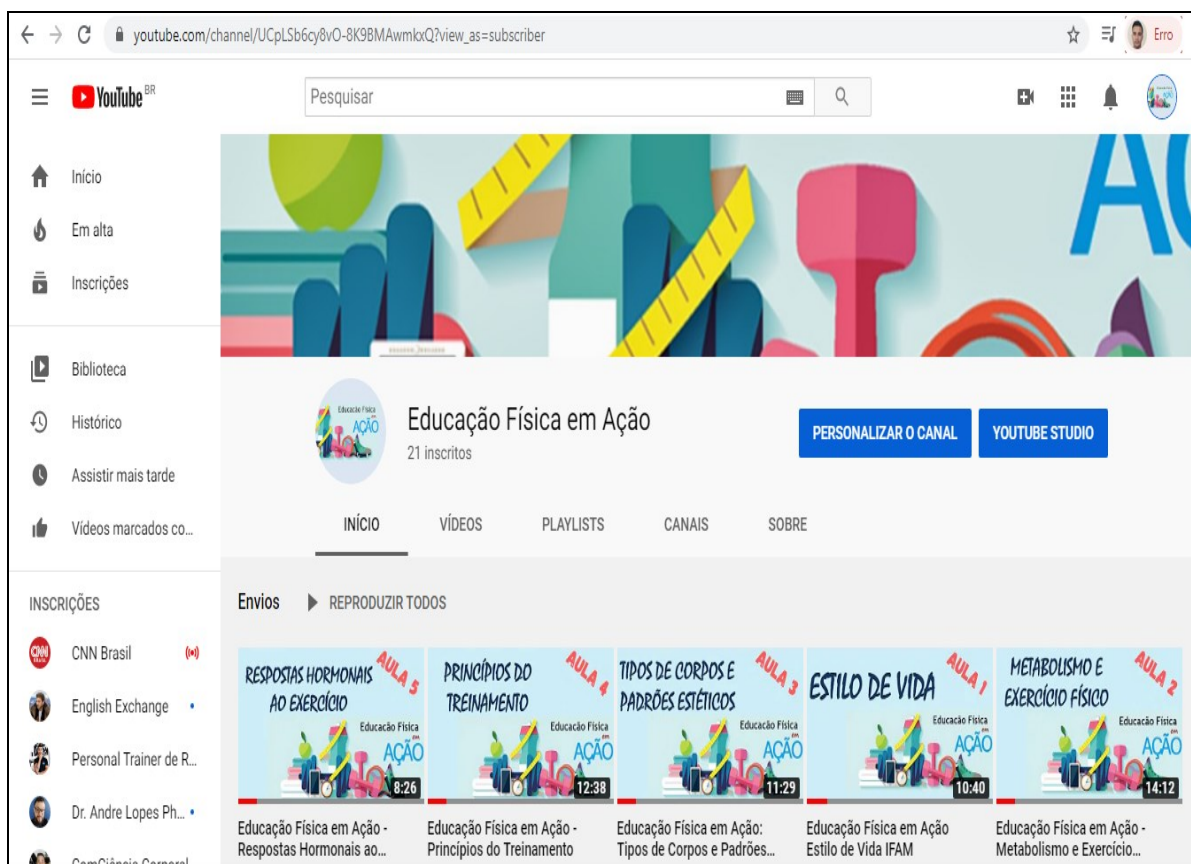 youtube.com/channel/UCpLSb6cy8vO-8K9BMAwmkxQ?view_as=subscriber
Erro
YouTube BR
Pesquisar
Início
Em alta
Inscrições
Biblioteca
Histórico
Assistir mais tarde
Vídeos marcados co...
INSCRIÇÕES
CNN Brasil
English Exchange
Personal Trainer de R...
Dr. Andre Lopes Ph...
ComCiência Corporal
AÇ
Educação Física em AÇÃO
Educação Física em Ação
21 inscritos
PERSONALIZAR O CANAL
YOUTUBE STUDIO
INÍCIO VÍDEOS PLAYLISTS CANAIS SOBRE
Envios REPRODUZIR TODOS
RESPOSTAS HORMONAIS
AO EXERCÍCIO
AULA 5
Educação Física
em
AÇÃO
8:26
Educação Física em Ação -
Respostas Hormonais ao...
PRINCÍPIOS DO
TREINAMENTO
AULA 4
Educação Física
em
AÇÃO
12:38
Educação Física em Ação -
Princípios do Treinamento
TIPOS DE CORPOS E
PADRÕES ESTÉTICOS
AULA 3
Educação Física
em
AÇÃO
11:29
Educação Física em Ação:
Tipos de Corpos e Padrões...
ESTILO DE VIDA
AULA 1
Educação Física
em
AÇÃO
10:40
Educação Física em Ação
Estilo de Vida IFAM
METABOLISMO E
EXERCÍCIO FÍSICO
AULA 2
Educação Física
em
AÇÃO
14:12
Educação Física em Ação -
Metabolismo e Exercício...